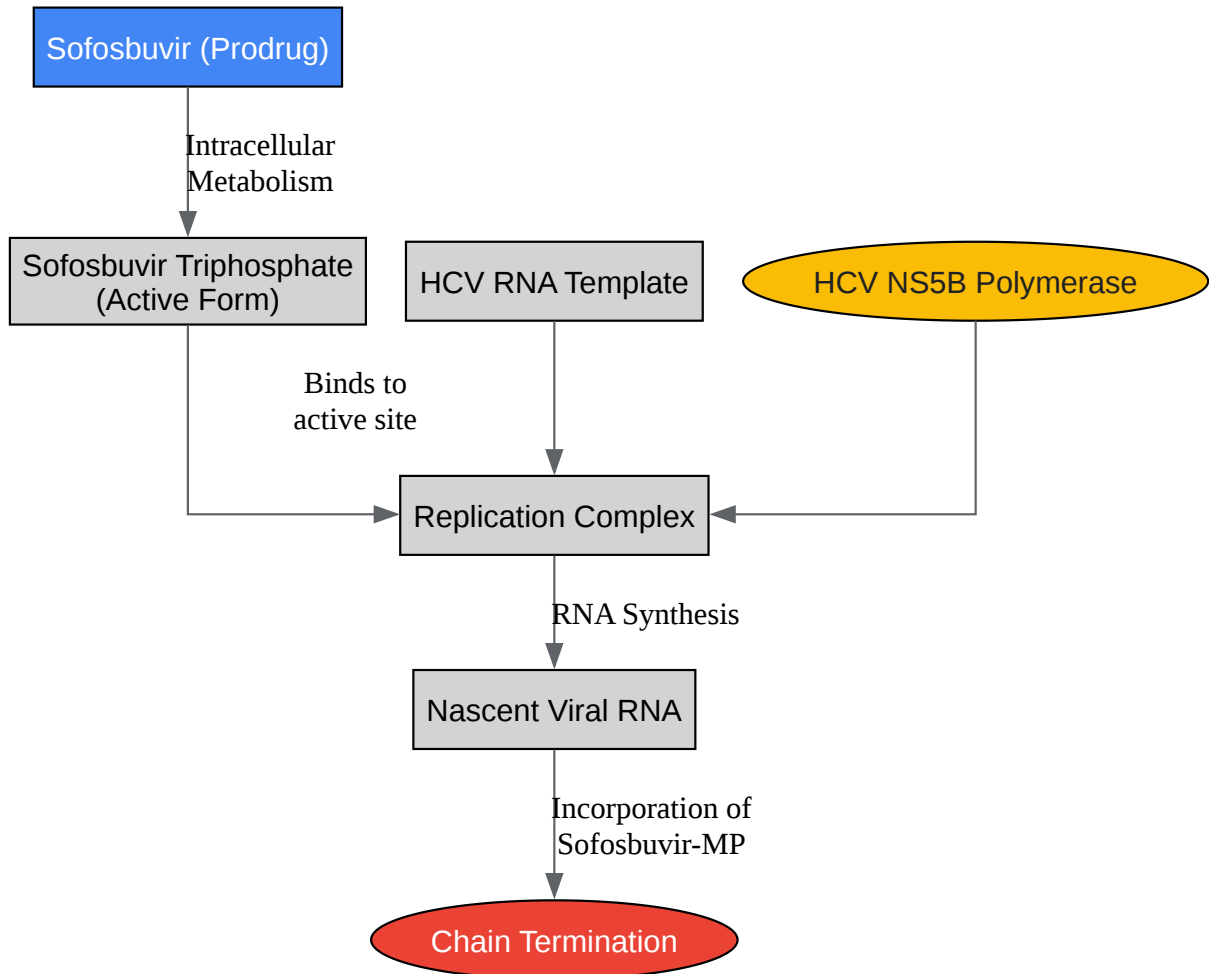 Sofosbuvir (Prodrug)
Intracellular
Metabolism
Sofosbuvir Triphosphate
(Active Form)
HCV RNA Template
HCV NS5B Polymerase
Binds to
active site
Replication Complex
RNA Synthesis
Nascent Viral RNA
Incorporation of
Sofosbuvir-MP
Chain Termination